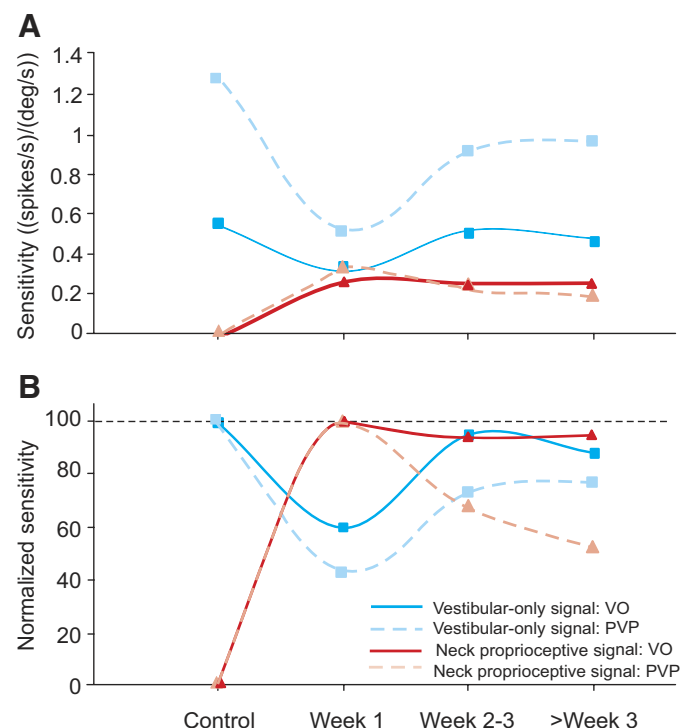 A
Sensitivity ((spikes/s)/(deg/s))
1.4
1.2
1
0.8
0.6
0.4
0.2
0
B
Normalized sensitivity
100
80
60
40
20
0
Vestibular-only signal: VO
Vestibular-only signal: PVP
Neck proprioceptive signal: VO
Neck proprioceptive signal: PVP
Control Week 1 Week 2-3 >Week 3